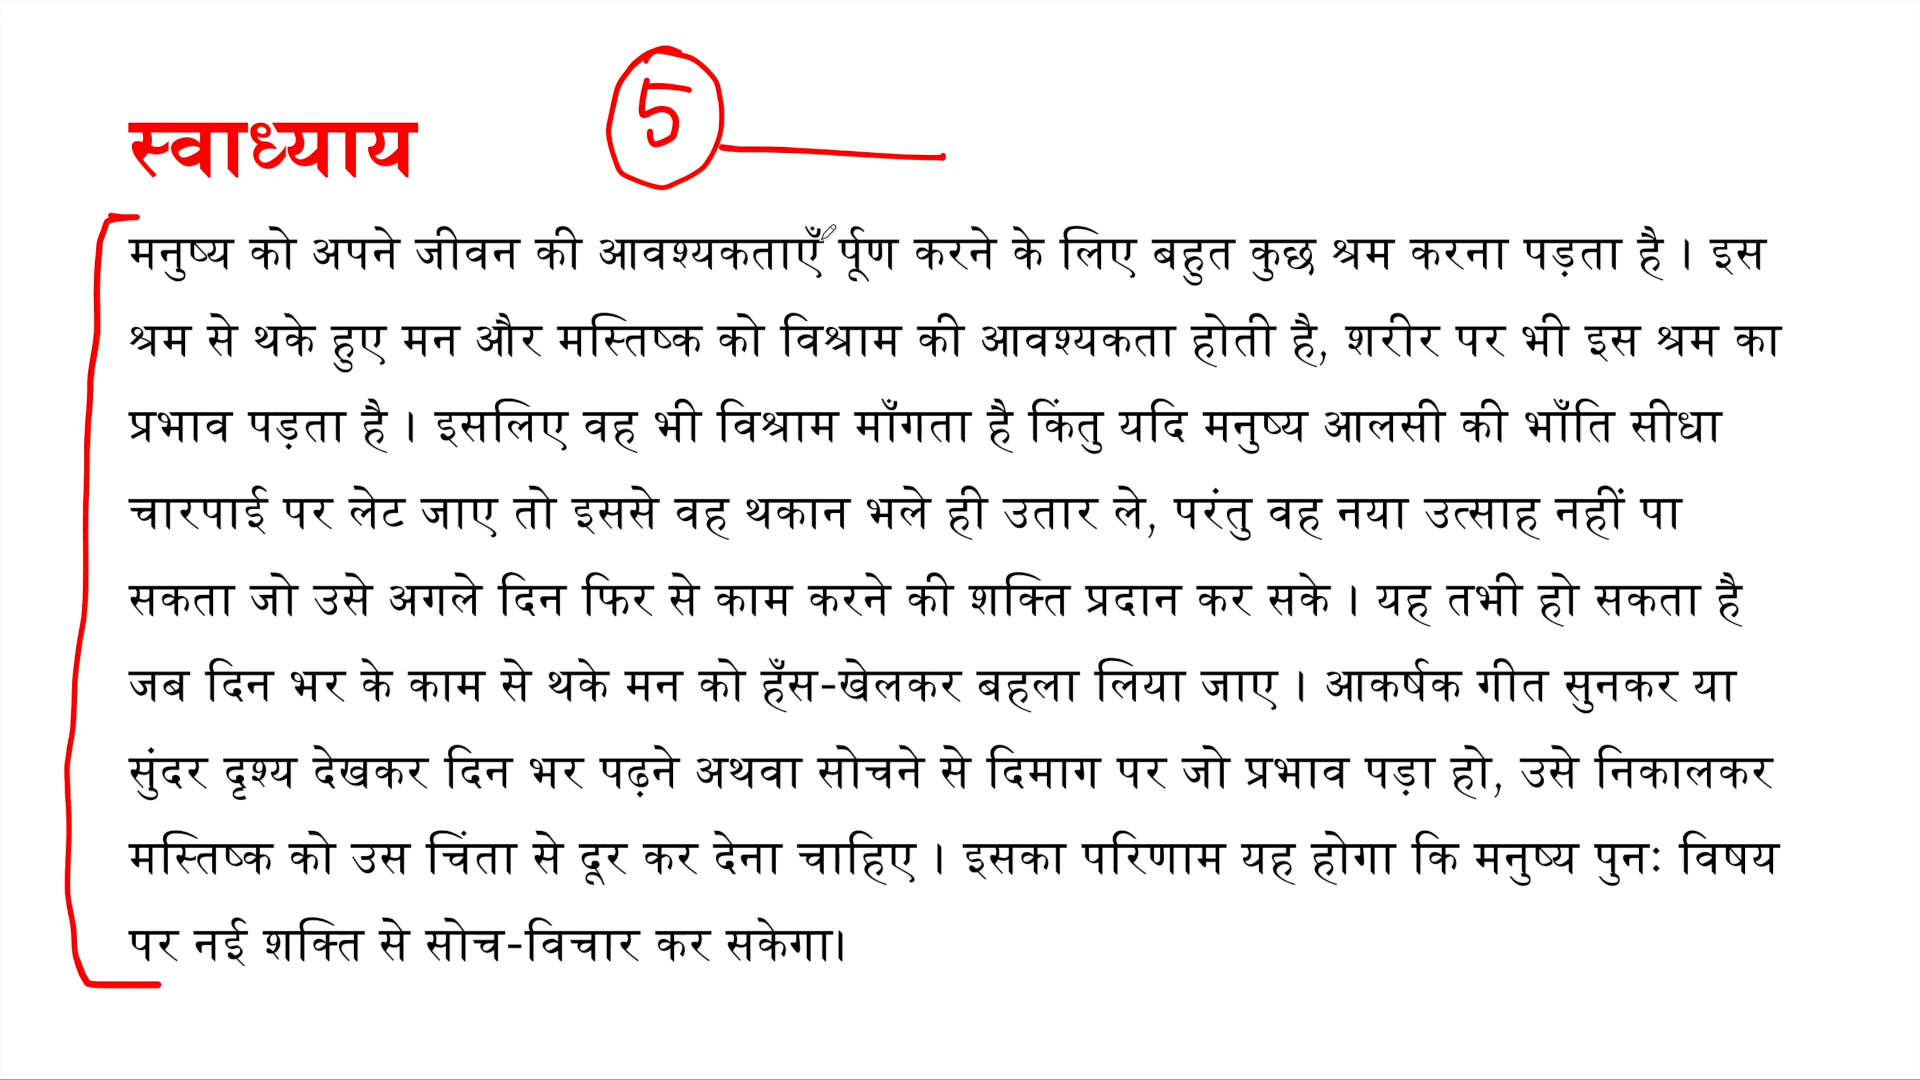 5
स्वाध्याय
मनुष्य को अपने जीवन की आवश्यकताएँ र्पूण करने के लिए बहुत कुछ श्रम करना पड़ता है । इस
श्रम से थके हुए मन और मस्तिष्क को विश्राम की आवश्यकता होती है, शरीर पर भी इस श्रम का
प्रभाव पड़ता है । इसलिए वह भी विश्राम माँगता है किंतु यदि मनुष्य आलसी की भाँति सीधा
चारपाई पर लेट जाए तो इससे वह थकान भले ही उतार ले, परंतु वह नया उत्साह नहीं पा
सकता जो उसे अगले दिन फिर से काम करने की शक्ति प्रदान कर सके । यह तभी हो सकता है
जब दिन भर के काम से थके मन को हँस-खेलकर बहला लिया जाए । आकर्षक गीत सुनकर या
सुंदर दृश्य देखकर दिन भर पढ़ने अथवा सोचने से दिमाग पर जो प्रभाव पड़ा हो, उसे निकालकर
मस्तिष्क को उस चिंता से दूर कर देना चाहिए । इसका परिणाम यह होगा कि मनुष्य पुनः विषय
पर नई शक्ति से सोच-विचार कर सकेगा।